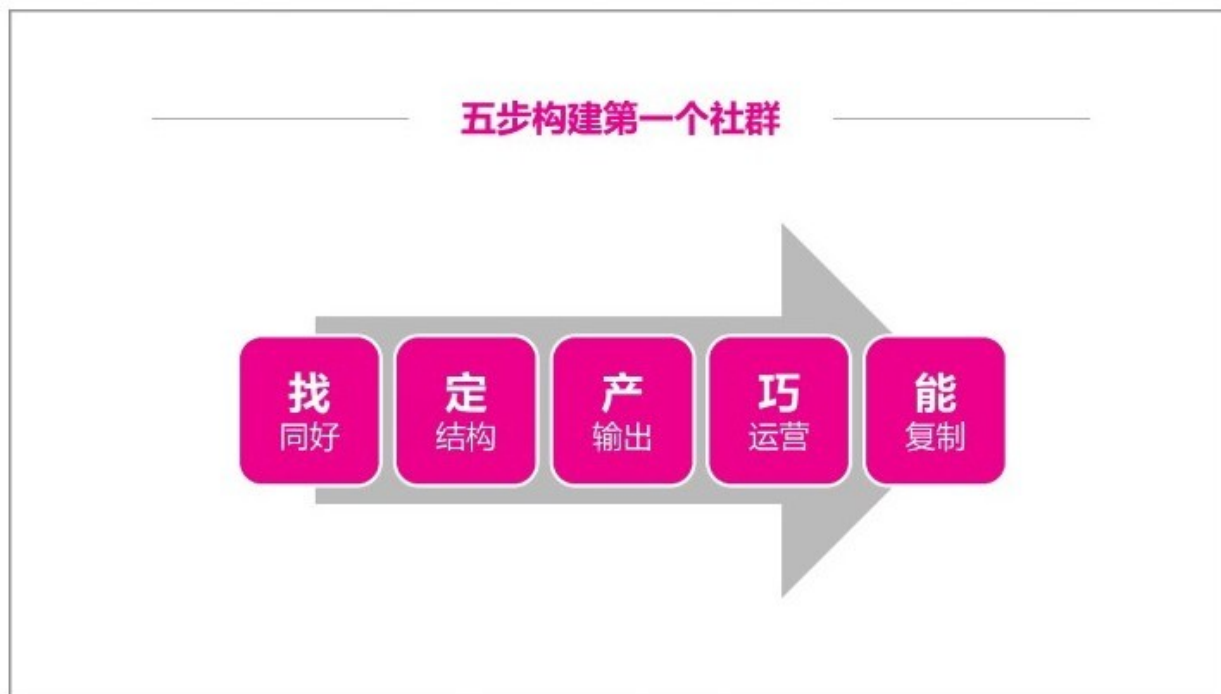 五步构建第一个社群
找
同好
定
结构
产
输出
巧
运营
能
复制